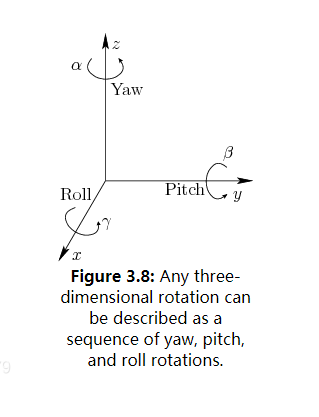 z
α
Yaw
β
Roll
Pitch
y
γ
x
Figure 3.8: Any three-
dimensional rotation can
be described as a
sequence of yaw, pitch,
and roll rotations.